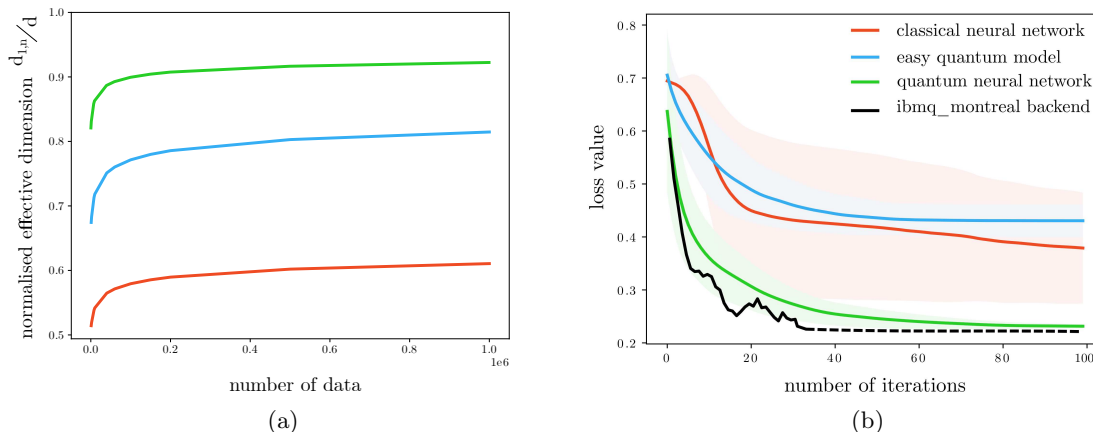 normalised effective dimension d1,n/d
1.0
0.9
0.8
0.7
0.6
0.5
0.0
0.2
0.4
0.6
0.8
1.0
1e6
number of data
(a)
loss value
0.8
0.7
0.6
0.5
0.4
0.3
0.2
classical neural network
easy quantum model
quantum neural network
ibmq_montreal backend
0
20
40
60
80
100
number of iterations
(b)